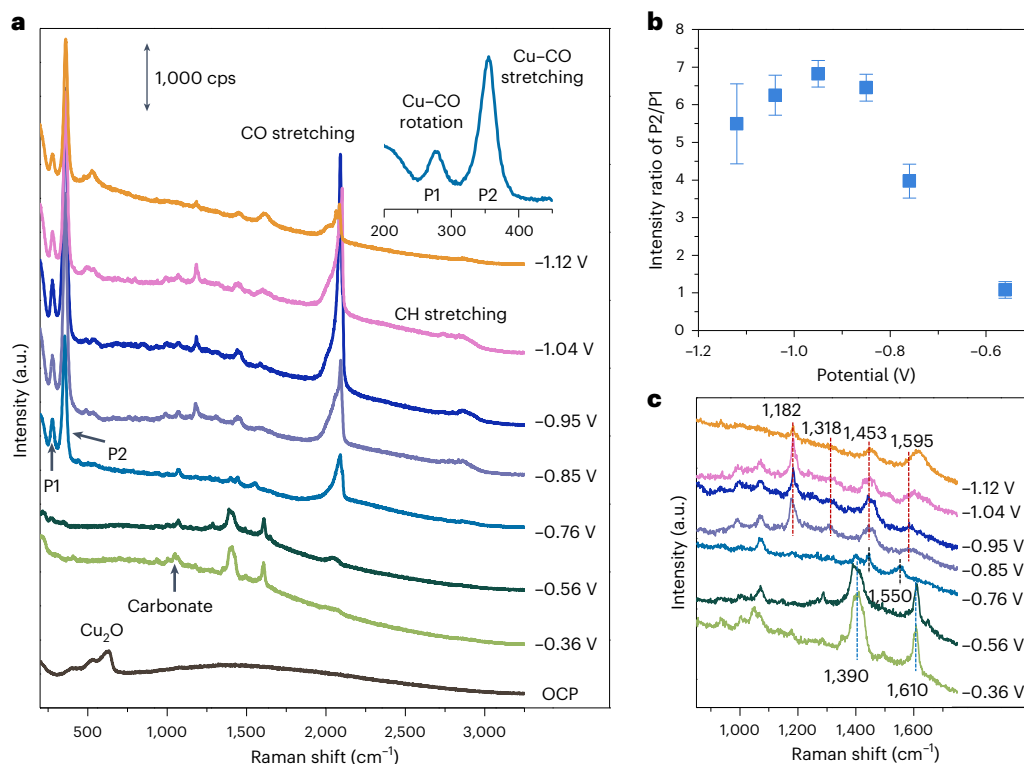 a
1,000 cps
Cu–CO
stretching
Cu–CO
rotation
P1
P2
200
300
400
CO stretching
CH stretching
–1.12 V
–1.04 V
–0.95 V
–0.85 V
–0.76 V
–0.56 V
–0.36 V
OCP
P2
P1
Carbonate
Cu₂O
Intensity (a.u.)
500
1,000
1,500
2,000
2,500
3,000
Raman shift (cm⁻¹)
b
Intensity ratio of P2/P1
8
7
6
5
4
3
2
1
0
–1.2
–1.0
–0.8
–0.6
Potential (V)
c
1,182
1,318
1,453
1,595
–1.12 V
–1.04 V
–0.95 V
–0.85 V
–0.76 V
1,550
–0.56 V
–0.36 V
1,390
1,610
Intensity (a.u.)
1,000
1,200
1,400
1,600
Raman shift (cm⁻¹)